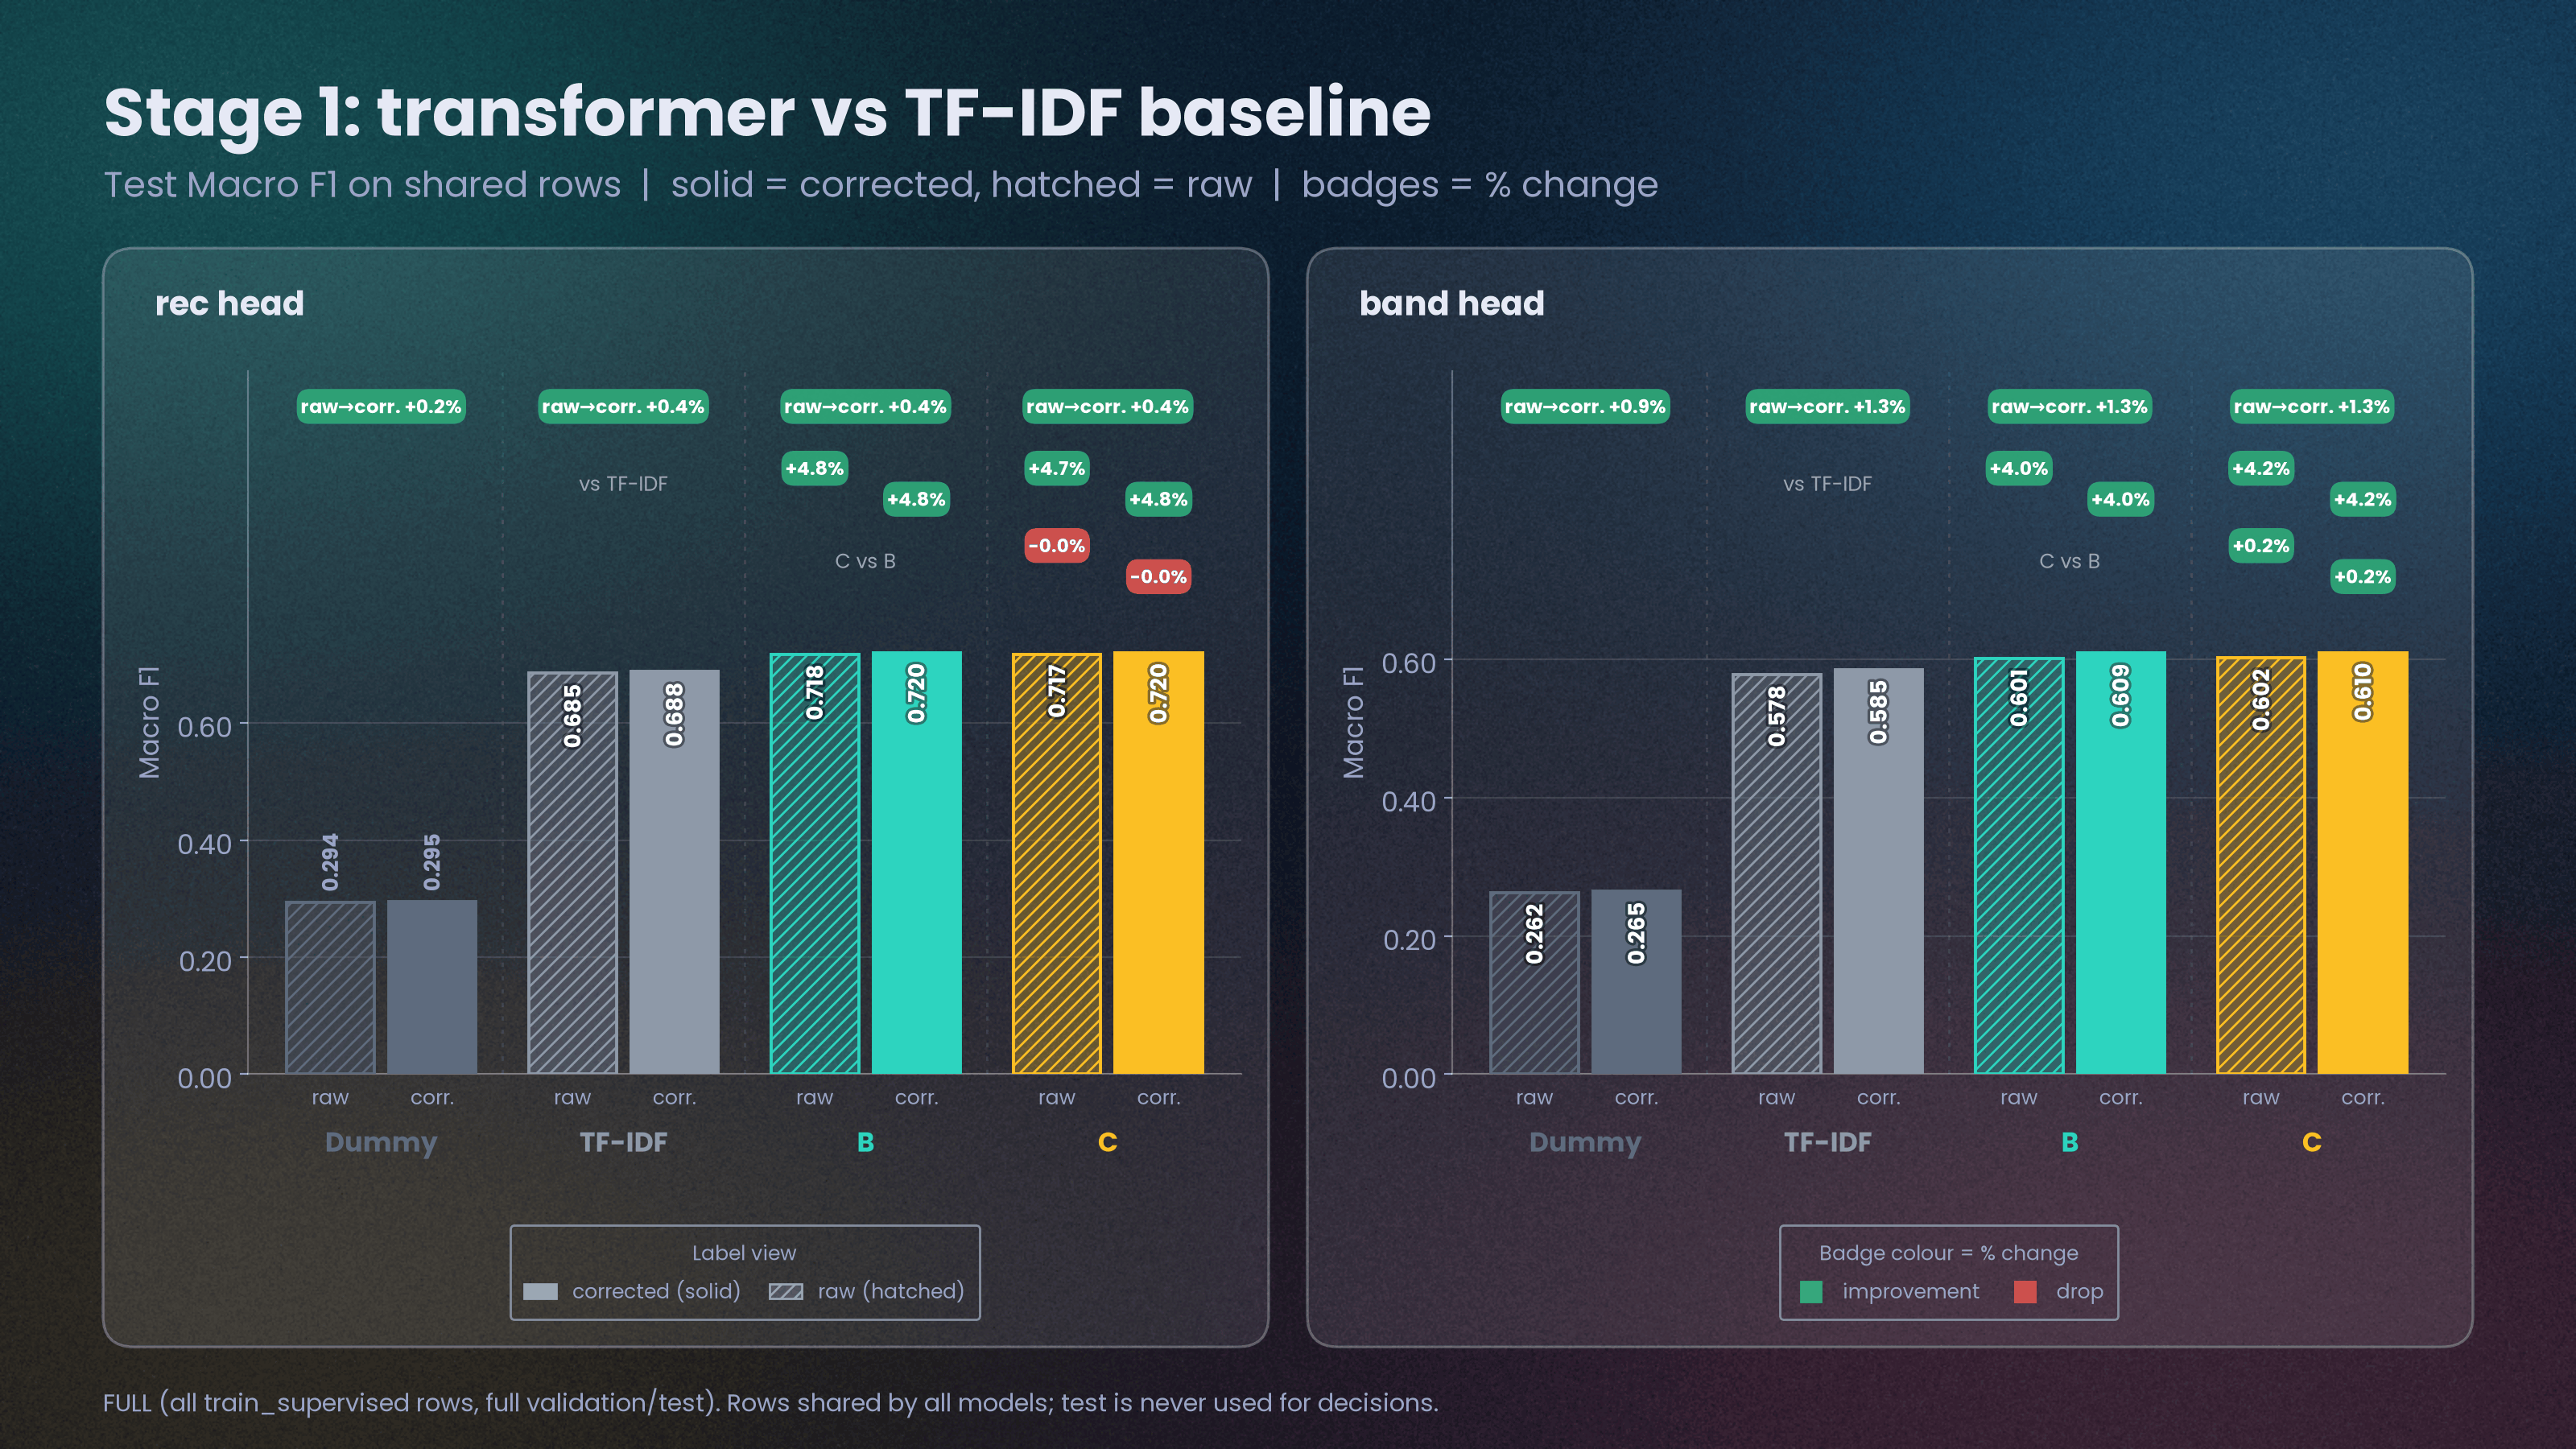 Stage 1: transformer vs TF-IDF baseline
Test Macro F1 on shared rows | solid = corrected, hatched = raw | badges = % change
rec head
raw→corr. +0.2%
raw→corr. +0.4%
raw→corr. +0.4%
raw→corr. +0.4%
vs TF-IDF
+4.8%
+4.8%
+4.7%
+4.8%
C vs B
-0.0%
-0.0%
Macro F1
0.60
0.40
0.20
0.00
0.294
0.295
0.685
0.688
0.718
0.720
0.717
0.720
raw
corr.
raw
corr.
raw
corr.
raw
corr.
Dummy
TF-IDF
B
C
Label view
corrected (solid)
raw (hatched)
band head
raw→corr. +0.9%
raw→corr. +1.3%
raw→corr. +1.3%
raw→corr. +1.3%
vs TF-IDF
+4.0%
+4.0%
+4.2%
+4.2%
C vs B
+0.2%
+0.2%
Macro F1
0.60
0.40
0.20
0.00
0.262
0.265
0.578
0.585
0.601
0.609
0.602
0.610
raw
corr.
raw
corr.
raw
corr.
raw
corr.
Dummy
TF-IDF
B
C
Badge colour = % change
improvement
drop
FULL (all train_supervised rows, full validation/test). Rows shared by all models; test is never used for decisions.